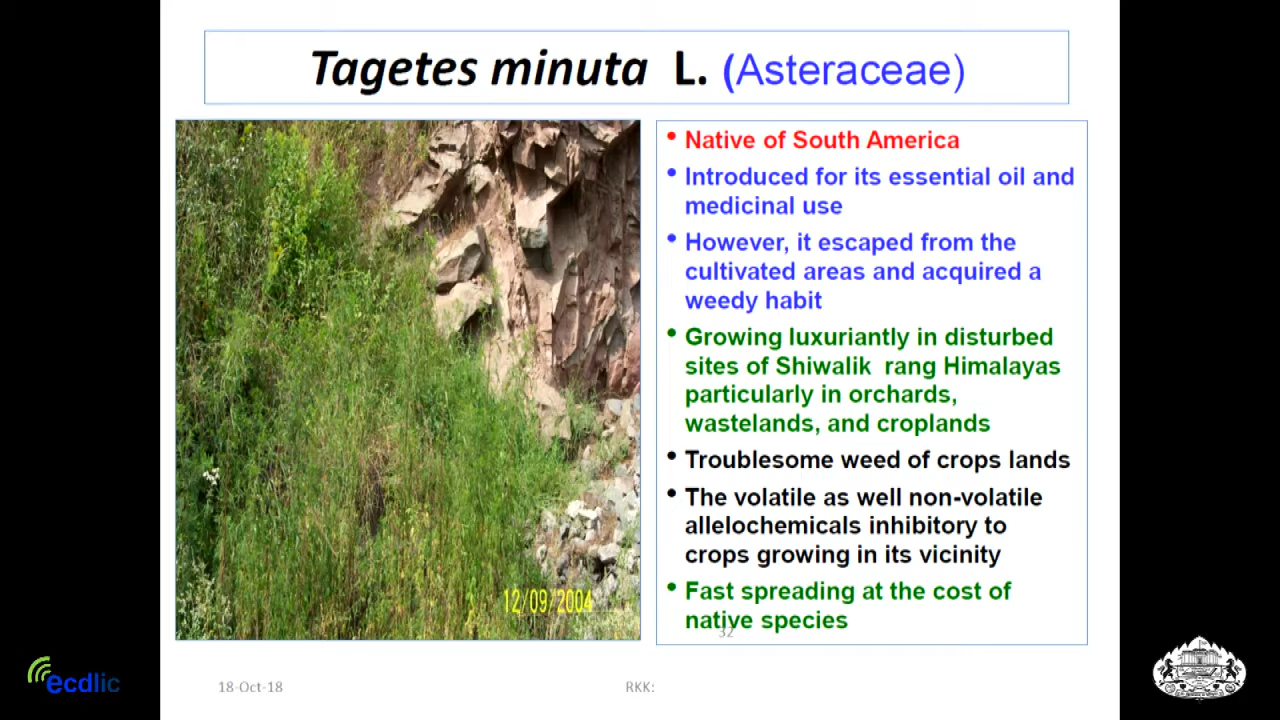 Tagetes minuta L. (Asteraceae)
• Native of South America
• Introduced for its essential oil and
medicinal use
• However, it escaped from the
cultivated areas and acquired a
weedy habit
• Growing luxuriantly in disturbed
sites of Shiwalik rang Himalayas
particularly in orchards,
wastelands, and croplands
• Troublesome weed of crops lands
• The volatile as well non-volatile
allelochemicals inhibitory to
crops growing in its vicinity
• Fast spreading at the cost of
native species
12/09/2004
32
18-Oct-18
RKK:
ecdlic